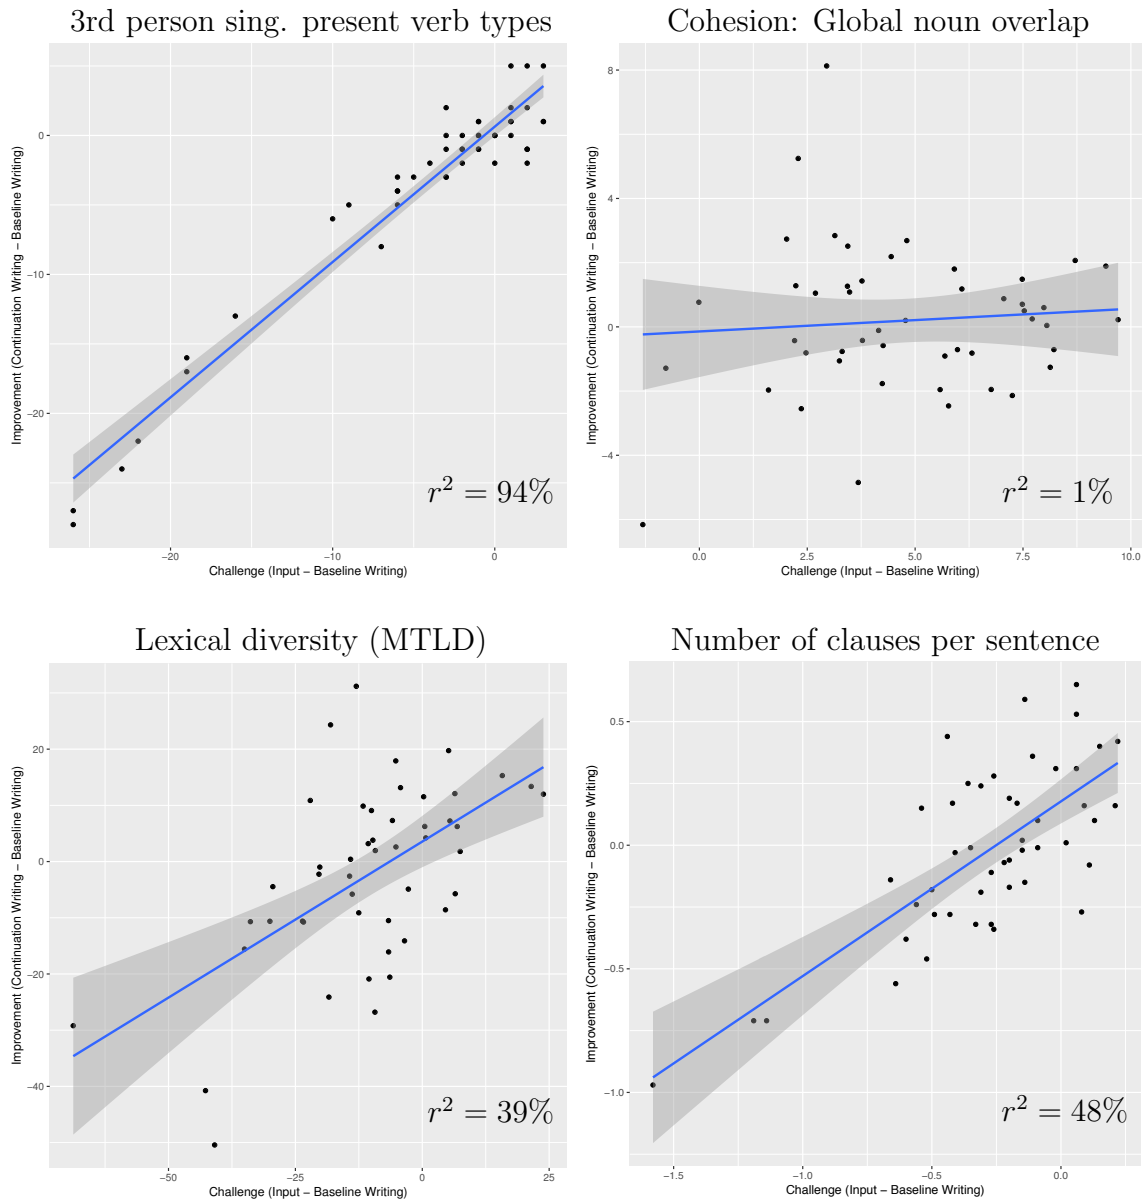 3rd person sing. present verb types
Improvement (Continuation Writing − Baseline Writing)
0
−10
−20
r² = 94%
−20
−10
0
Challenge (Input − Baseline Writing)
Cohesion: Global noun overlap
Improvement (Continuation Writing − Baseline Writing)
8
4
0
−4
r² = 1%
0.0
2.5
5.0
7.5
10.0
Challenge (Input − Baseline Writing)
Lexical diversity (MTLD)
Improvement (Continuation Writing − Baseline Writing)
20
0
−20
−40
r² = 39%
−50
−25
0
25
Challenge (Input − Baseline Writing)
Number of clauses per sentence
Improvement (Continuation Writing − Baseline Writing)
0.5
0.0
−0.5
−1.0
r² = 48%
−1.5
−1.0
−0.5
0.0
Challenge (Input − Baseline Writing)